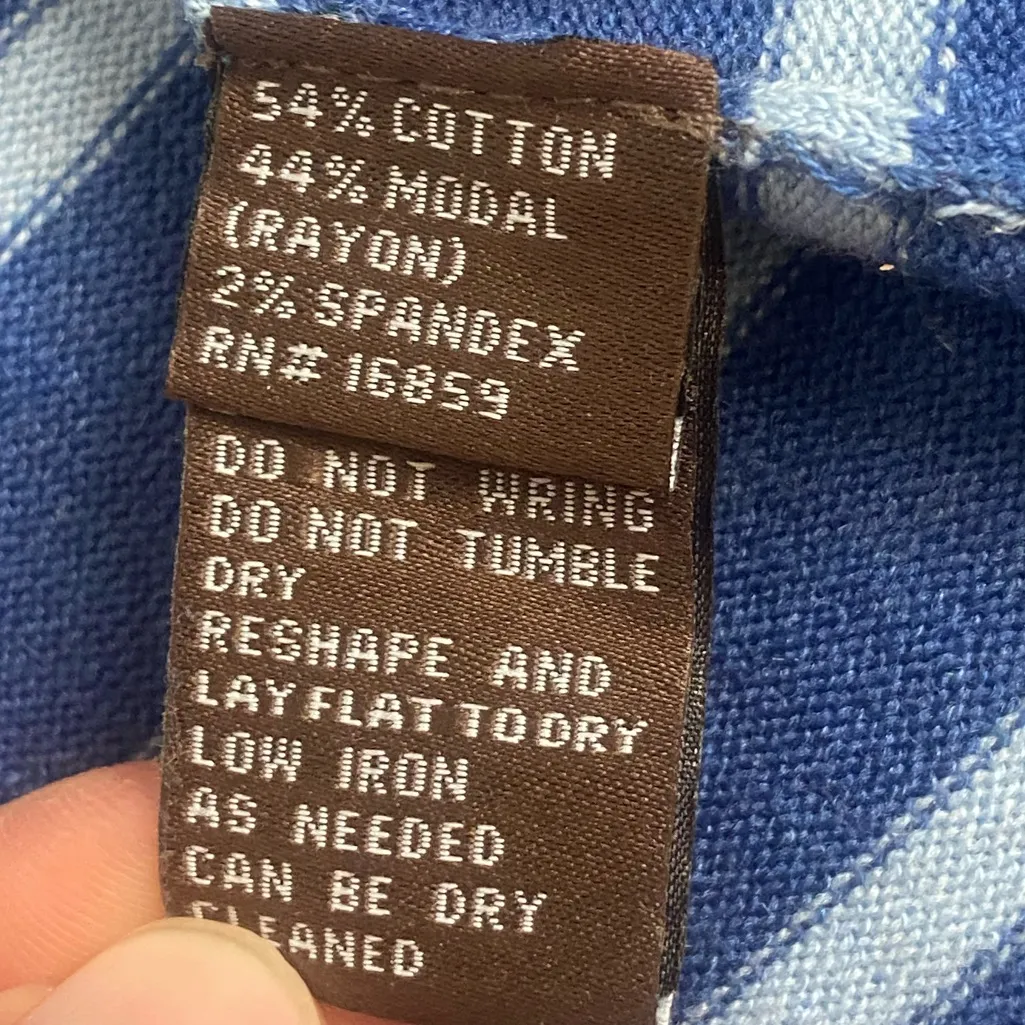 54% COTTON
44% MODAL
(RAYON)
2% SPANDEX
RN# 16859
DO NOT WRING
DO NOT TUMBLE
DRY
RESHAPE AND
LAY FLAT TO DRY
LOW IRON
AS NEEDED
CAN BE DRY
CLEANED